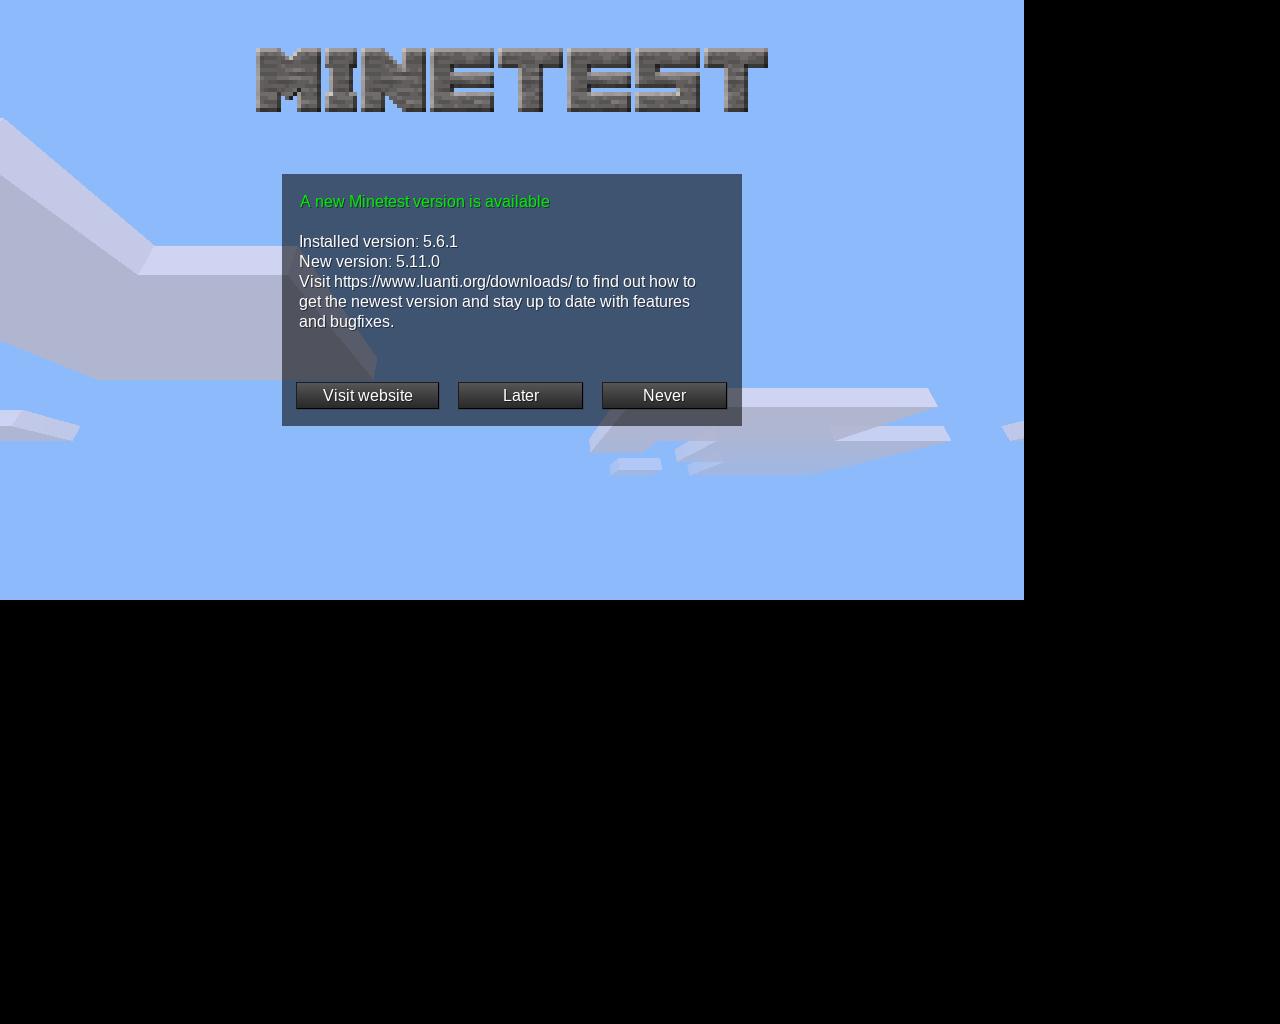 MINETEST
A new Minetest version is available
Installed version: 5.6.1
New version: 5.11.0
Visit https://www.luanti.org/downloads/ to find out how to
get the newest version and stay up to date with features
and bugfixes.
Visit website
Later
Never